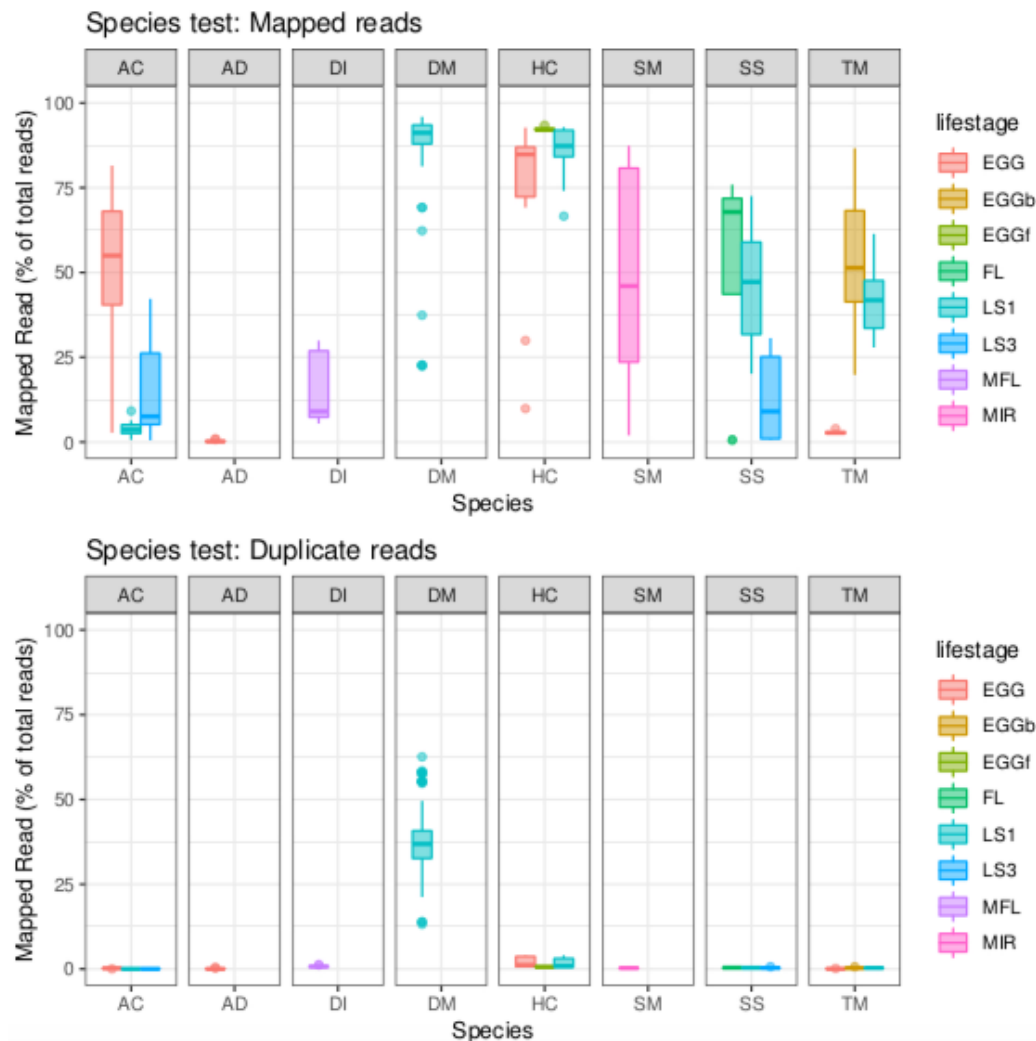 Species test: Mapped reads
AC AD DI DM HC SM SS TM
100
75
50
25
0
Mapped Read (% of total reads)
AC AD DI DM HC SM SS TM
Species
lifestage
EGG
EGGb
EGGf
FL
LS1
LS3
MFL
MIR
Species test: Duplicate reads
AC AD DI DM HC SM SS TM
100
75
50
25
0
Mapped Read (% of total reads)
AC AD DI DM HC SM SS TM
Species
lifestage
EGG
EGGb
EGGf
FL
LS1
LS3
MFL
MIR